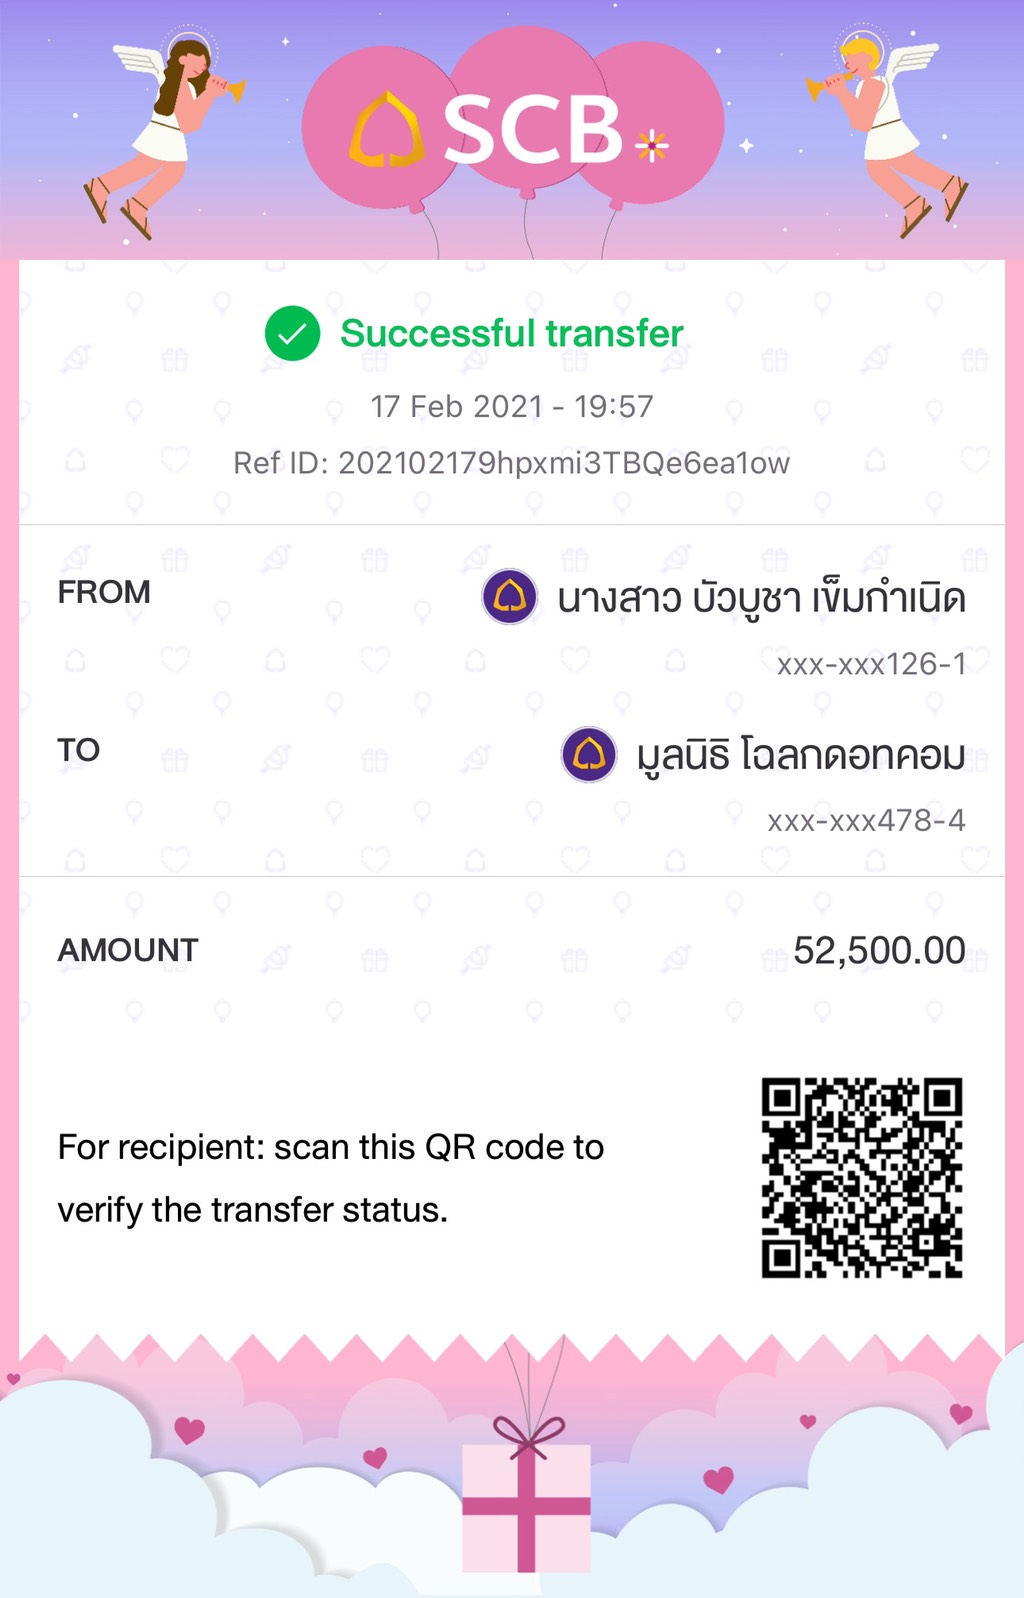 SCB
Successful transfer
17 Feb 2021 - 19:57
Ref ID: 202102179hpxmi3TBQe6ea1ow
FROM
นางสาว บัวบูชา เข็มกำเนิด
xxx-xxx126-1
TO
มูลนิธิ โฉลกดอทคอม
xxx-xxx478-4
AMOUNT
52,500.00
For recipient: scan this QR code to
verify the transfer status.